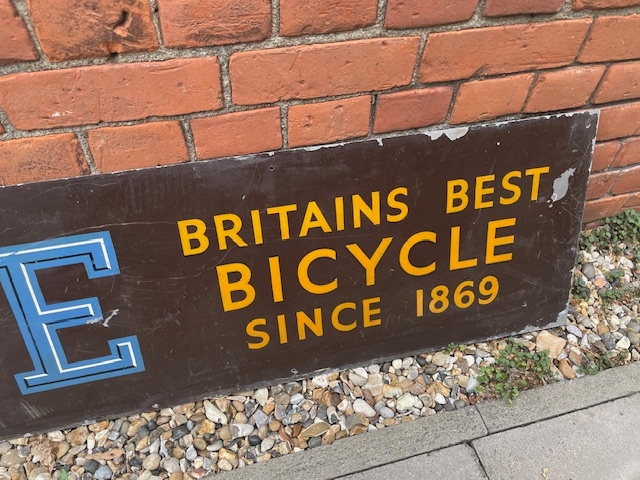 E
BRITAINS BEST
BICYCLE
SINCE 1869